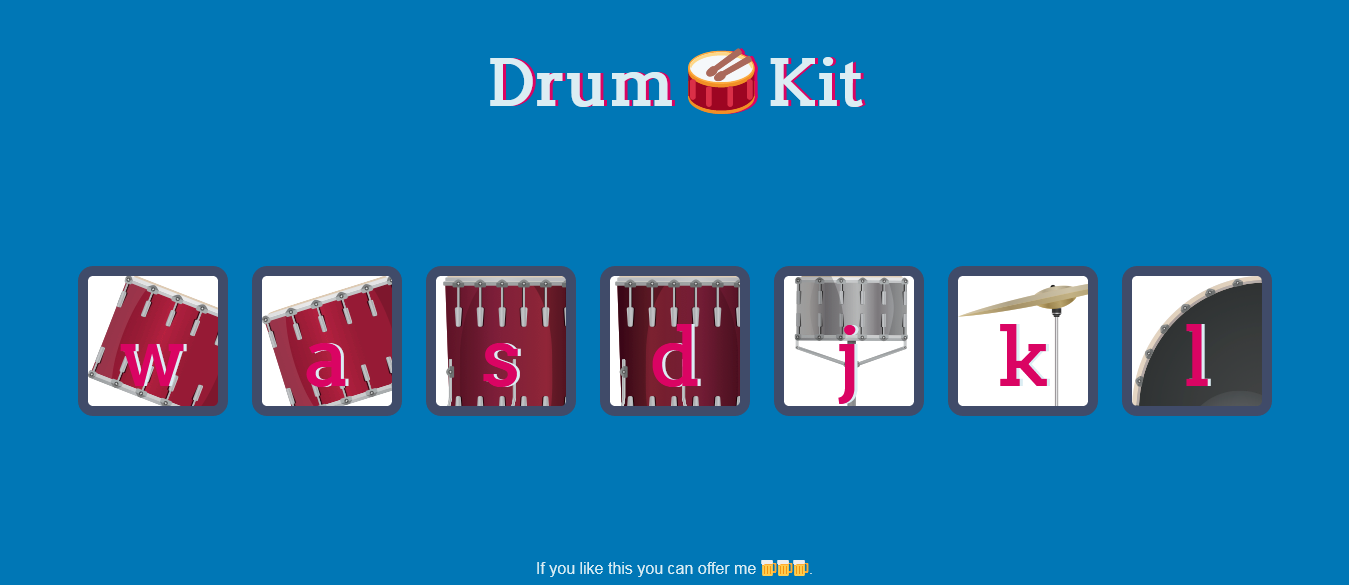 Drum 🥁 Kit
w a s d j k l
If you like this you can offer me 🍻🍻🍻.